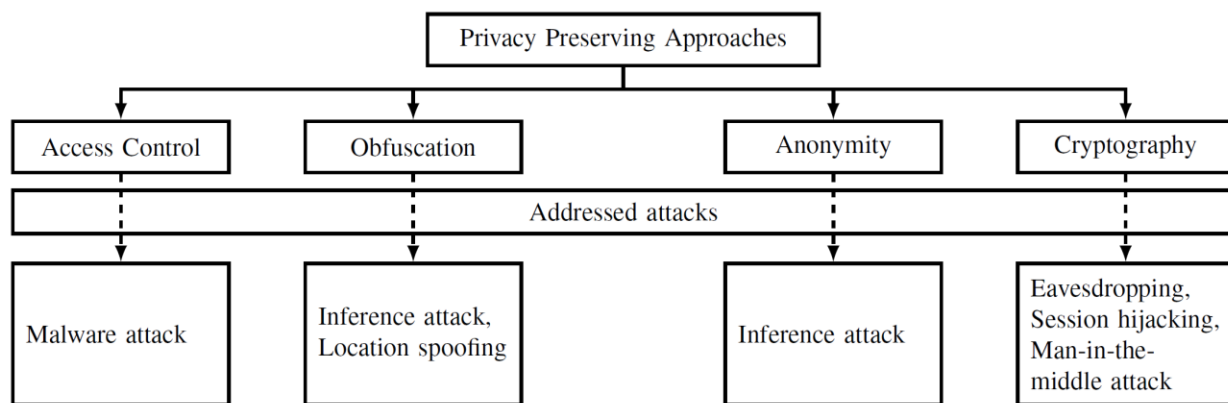 Privacy Preserving Approaches
Access Control
Obfuscation
Anonymity
Cryptography
Addressed attacks
Malware attack
Inference attack,
Location spoofing
Inference attack
Eavesdropping,
Session hijacking,
Man-in-the-
middle attack